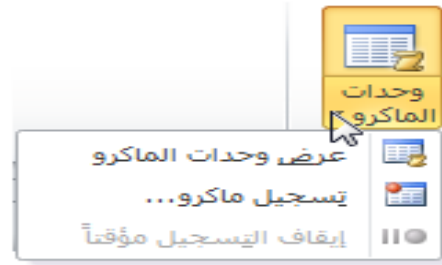 وحدات
الماكرو
عرض وحدات الماكرو
تسجيل ماكرو...
إيقاف التسجيل مؤقتاً